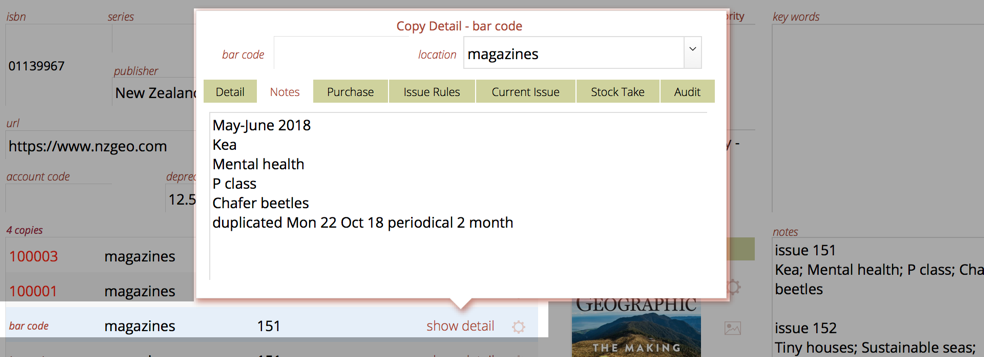 isbn
series
rity
key words
01139967
publisher
New Zealan
url
https://www.nzgeo.com
account code
depre
12.5
Copy Detail - bar code
bar code
location
magazines
Detail
Notes
Purchase
Issue Rules
Current Issue
Stock Take
Audit
May-June 2018
Kea
Mental health
P class
Chafer beetles
duplicated Mon 22 Oct 18 periodical 2 month
4 copies
100003
magazines
100001
magazines
bar code
magazines
151
show detail
GEOGRAPHIC
THE MAKING
notes
issue 151
Kea; Mental health; P class; Cha
beetles
issue 152
Tiny houses; Sustainable seas;